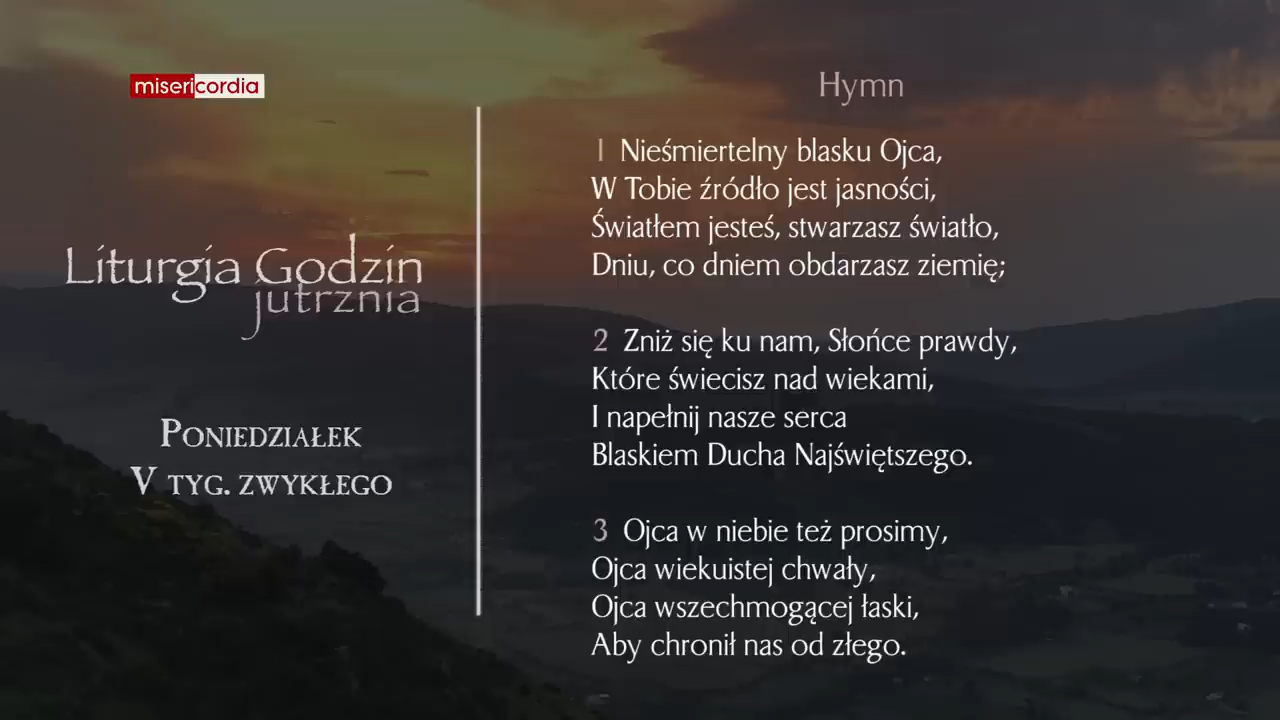 misericordia
Liturgia Godzin
jutrznia
Poniedziałek
V tyg. zwykłego
Hymn
1 Nieśmiertelny blasku Ojca,
W Tobie źródło jest jasności,
Światłem jesteś, stwarzasz światło,
Dniu, co dniem obdarzasz ziemię;
2 Zniż się ku nam, Słońce prawdy,
Które świecisz nad wiekami,
I napełnij nasze serca
Blaskiem Ducha Najświętszego.
3 Ojca w niebie też prosimy,
Ojca wiekuistej chwały,
Ojca wszechmogącej łaski,
Aby chronił nas od złego.